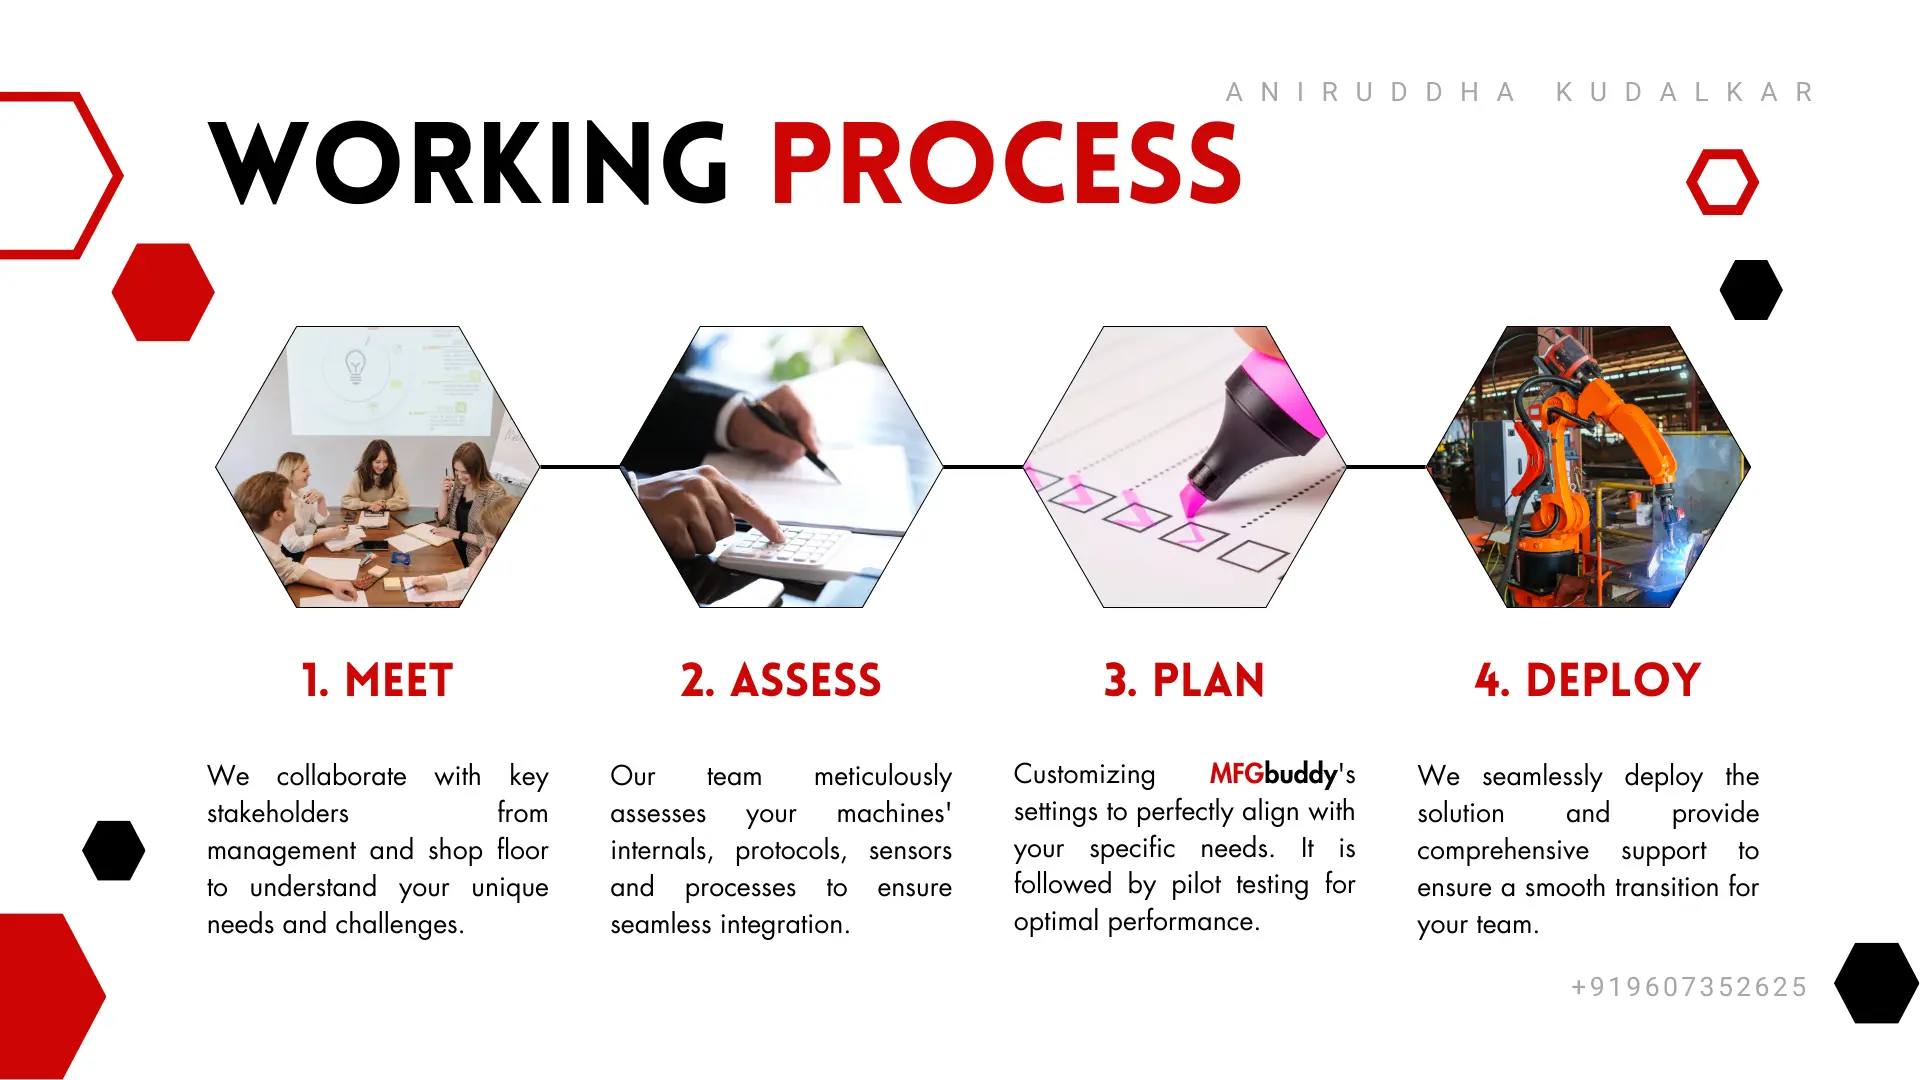 ANIRUDDHA KUDALKAR
WORKING PROCESS
1. MEET
We collaborate with key
stakeholders from
management and shop floor
to understand your unique
needs and challenges.
2. ASSESS
Our team meticulously
assesses your machines'
internals, protocols, sensors
and processes to ensure
seamless integration.
3. PLAN
Customizing MFGbuddy's
settings to perfectly align with
your specific needs. It is
followed by pilot testing for
optimal performance.
4. DEPLOY
We seamlessly deploy the
solution and provide
comprehensive support to
ensure a smooth transition for
your team.
+919607352625